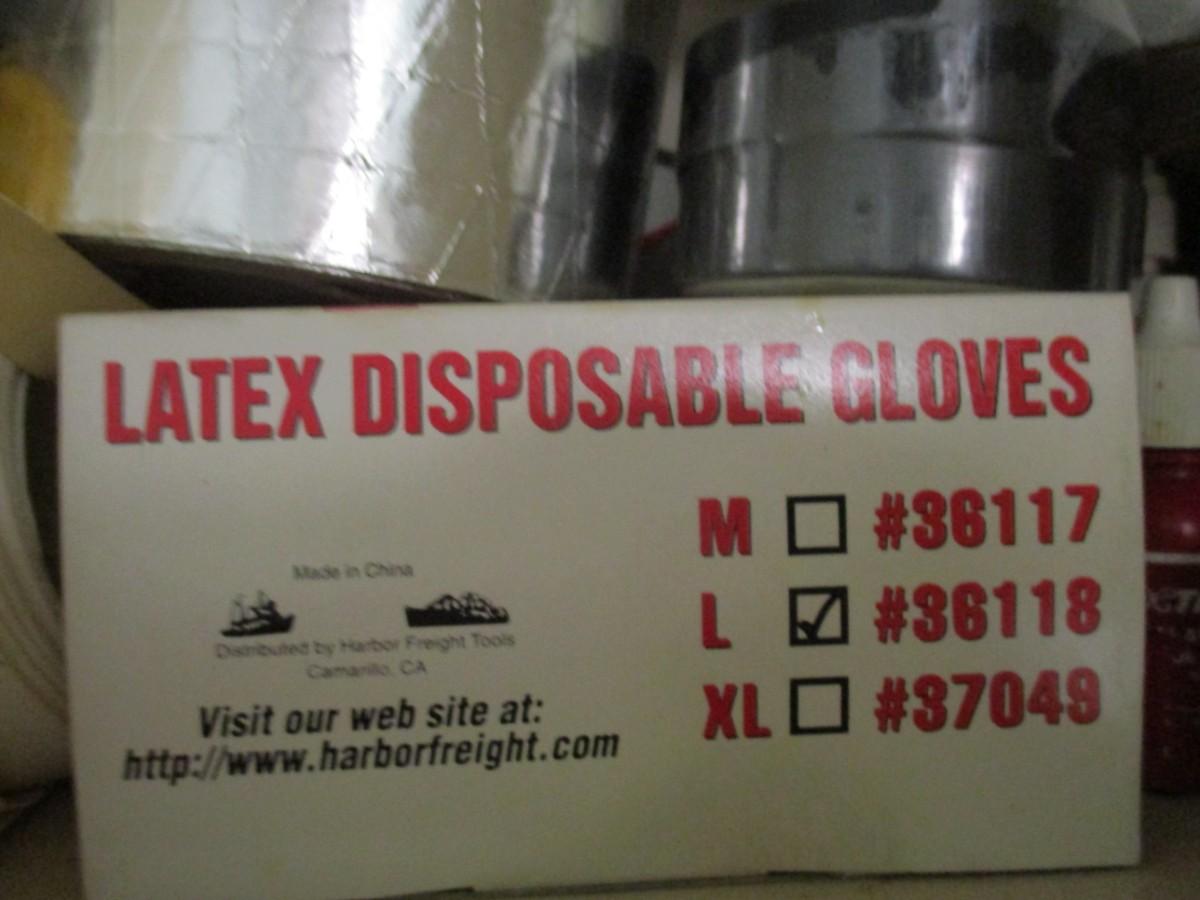 LATEX DISPOSABLE GLOVES
M #36117
L #36118
XL #37049
Made in China
Distributed by Harbor Freight Tools
Camarillo, CA
Visit our web site at:
http://www.harborfreight.com